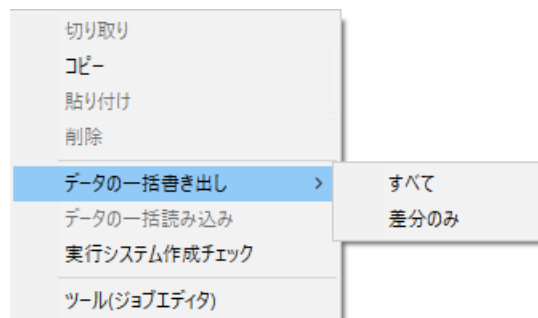 切り取り
コピー
貼り付け
削除
データの一括書き出し >
すべて
データの一括読み込み
差分のみ
実行システム作成チェック
ツール(ジョブエディタ)